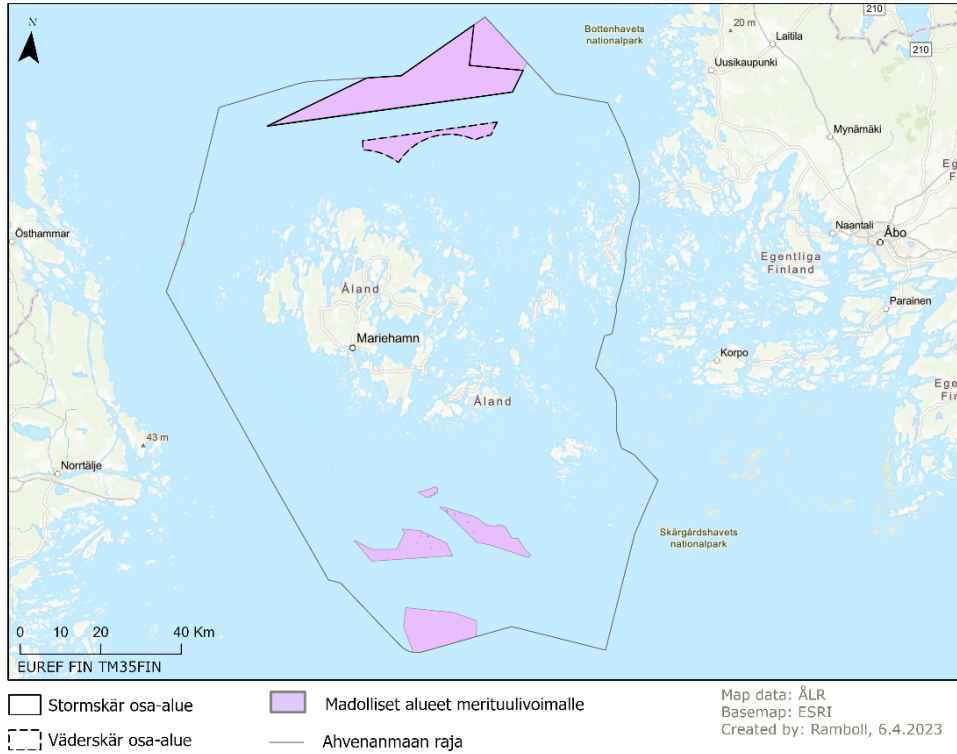 N
Bottenhavets
nationalpark
20 m
210
Laitila
210
Uusikaupunki
Mynämäki
Eg
F
Östhammar
Naantali
Åbo
Egentliga
Finland
Åland
Parainen
Mariehamn
Korpo
Ege
Fin
Åland
43 m
Norrtälje
Skärgårdshavets
nationalpark
0 10 20 40 Km
EUREF FIN TM35FIN
Stormskär osa-alue
Väderskär osa-alue
Madolliset alueet merituulivoimalle
Ahvenanmaan raja
Map data: ÅLR
Basemap: ESRI
Created by: Ramboll, 6.4.2023